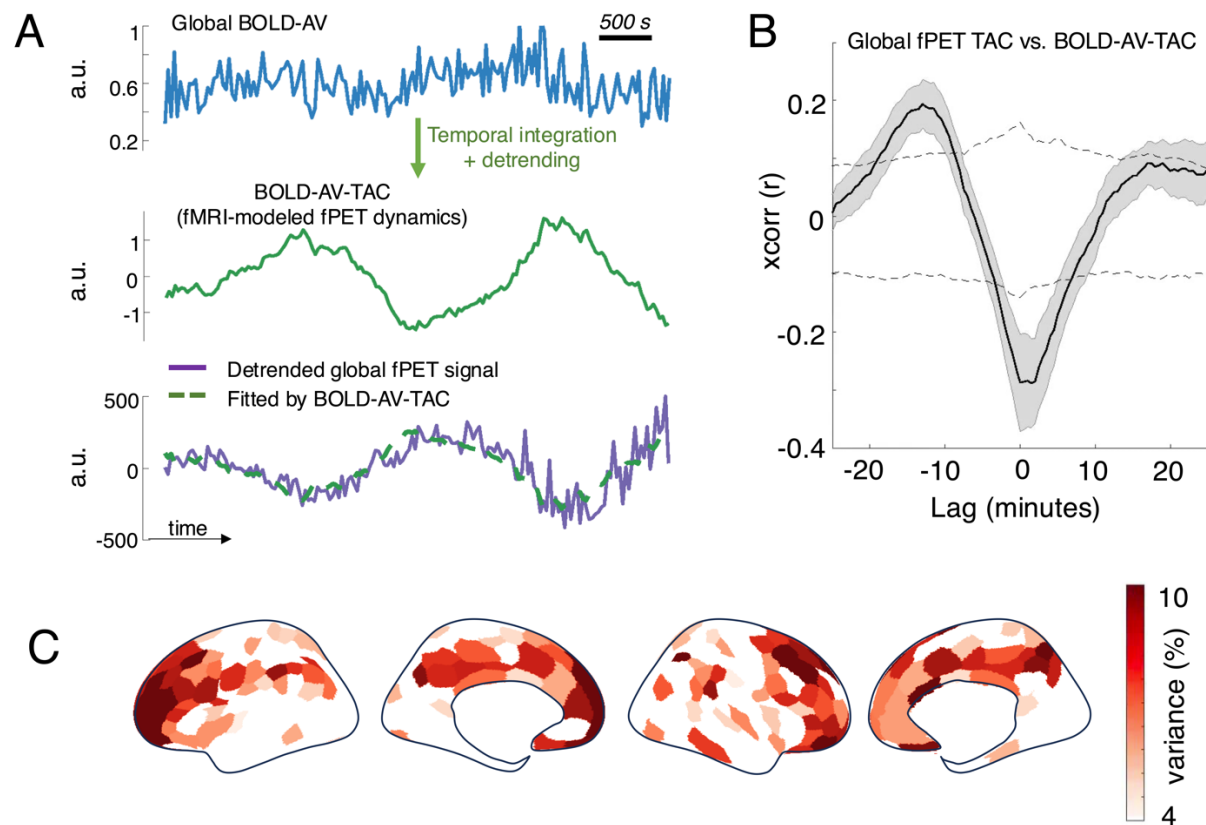 A
Global BOLD-AV
500 s
a.u.
1
0.6
0.2
Temporal integration
+ detrending
BOLD-AV-TAC
(fMRI-modeled fPET dynamics)
a.u.
1
0
-1
Detrended global fPET signal
Fitted by BOLD-AV-TAC
a.u.
500
0
-500
time
B
Global fPET TAC vs. BOLD-AV-TAC
xcorr (r)
0.2
0
-0.2
-0.4
-20
-10
0
10
20
Lag (minutes)
C
10
variance (%)
4